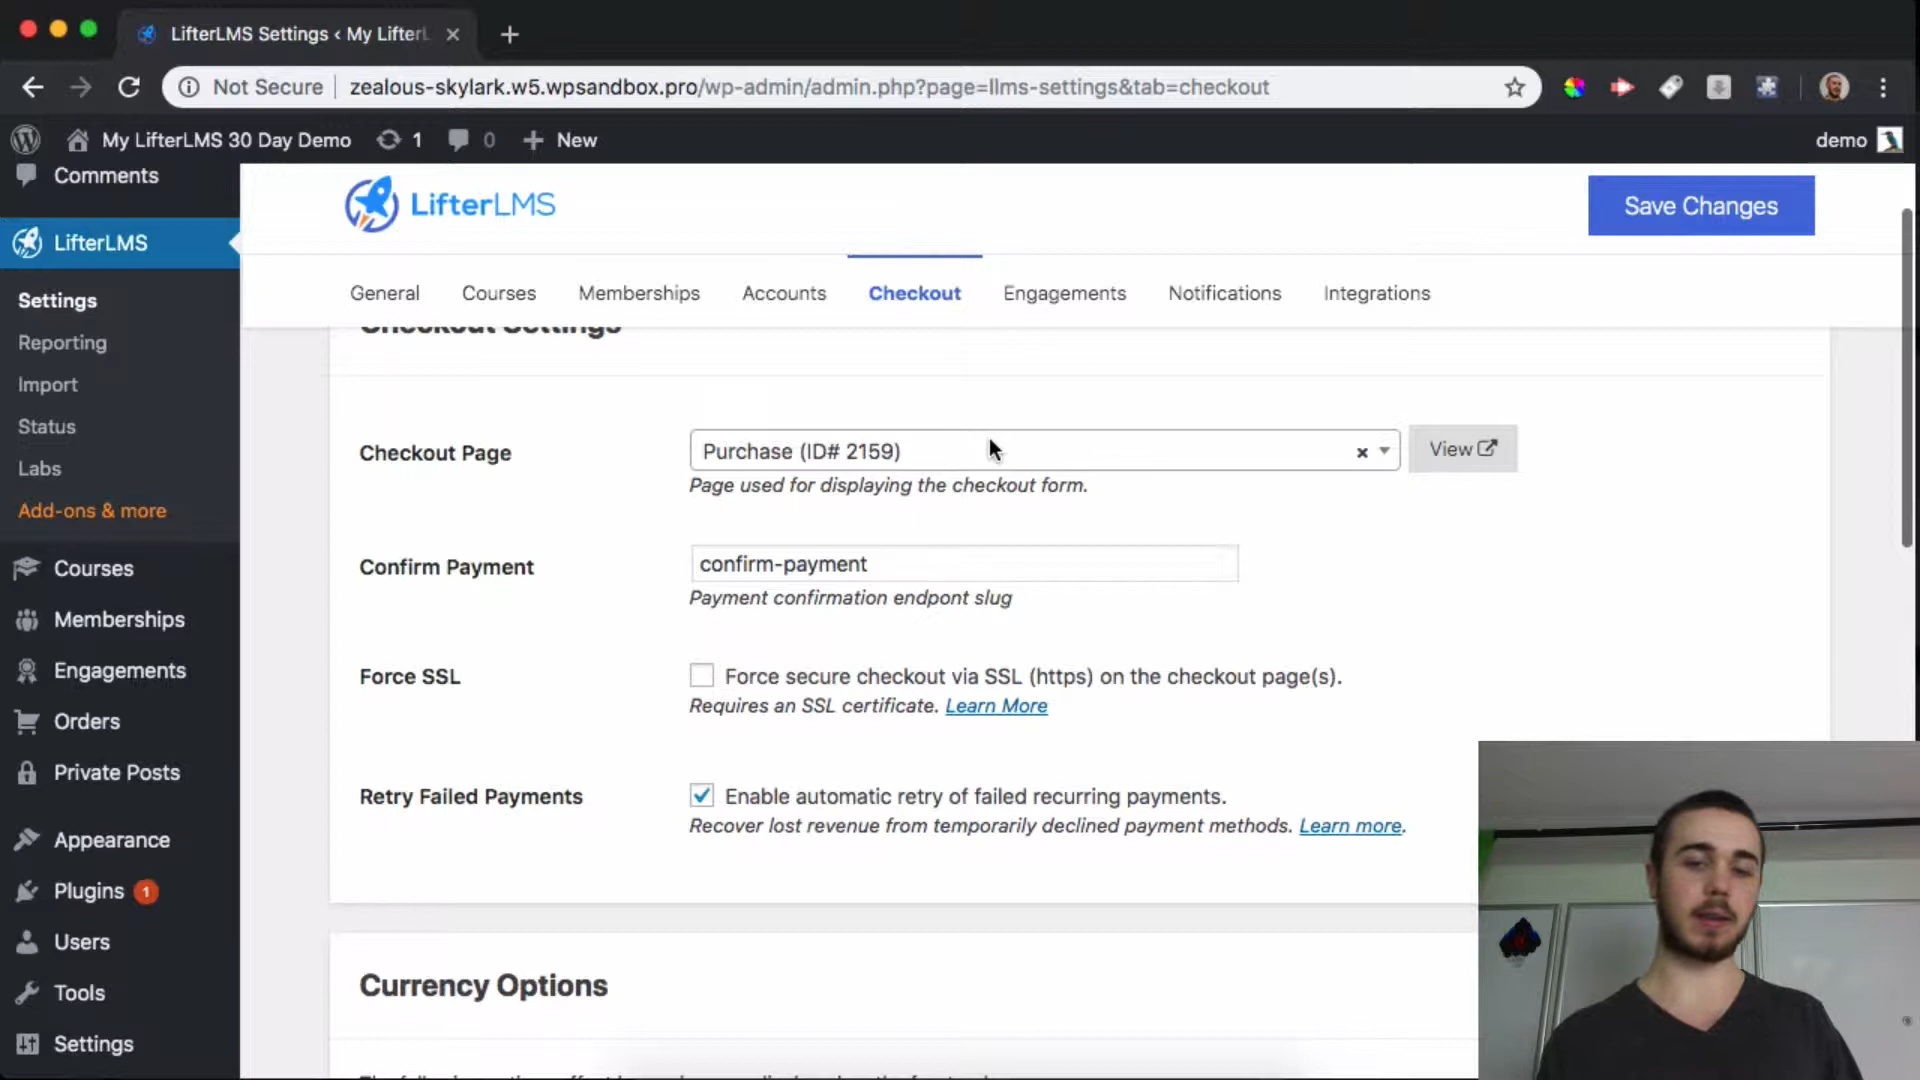 LifterLMS Settings ‹ My Lifter
Not Secure
zealous-skylark.w5.wpsandbox.pro/wp-admin/admin.php?page=llms-settings&tab=checkout
My LifterLMS 30 Day Demo
1
0
New
demo
Comments
LifterLMS
Settings
Reporting
Import
Status
Labs
Add-ons & more
Courses
Memberships
Engagements
Orders
Private Posts
Appearance
Plugins 1
Users
Tools
Settings
LifterLMS
Save Changes
General
Courses
Memberships
Accounts
Checkout
Engagements
Notifications
Integrations
Checkout Settings
Checkout Page
Purchase (ID# 2159)
View
Page used for displaying the checkout form.
Confirm Payment
confirm-payment
Payment confirmation endpont slug
Force SSL
Force secure checkout via SSL (https) on the checkout page(s).
Requires an SSL certificate. Learn More
Retry Failed Payments
Enable automatic retry of failed recurring payments.
Recover lost revenue from temporarily declined payment methods. Learn more.
Currency Options